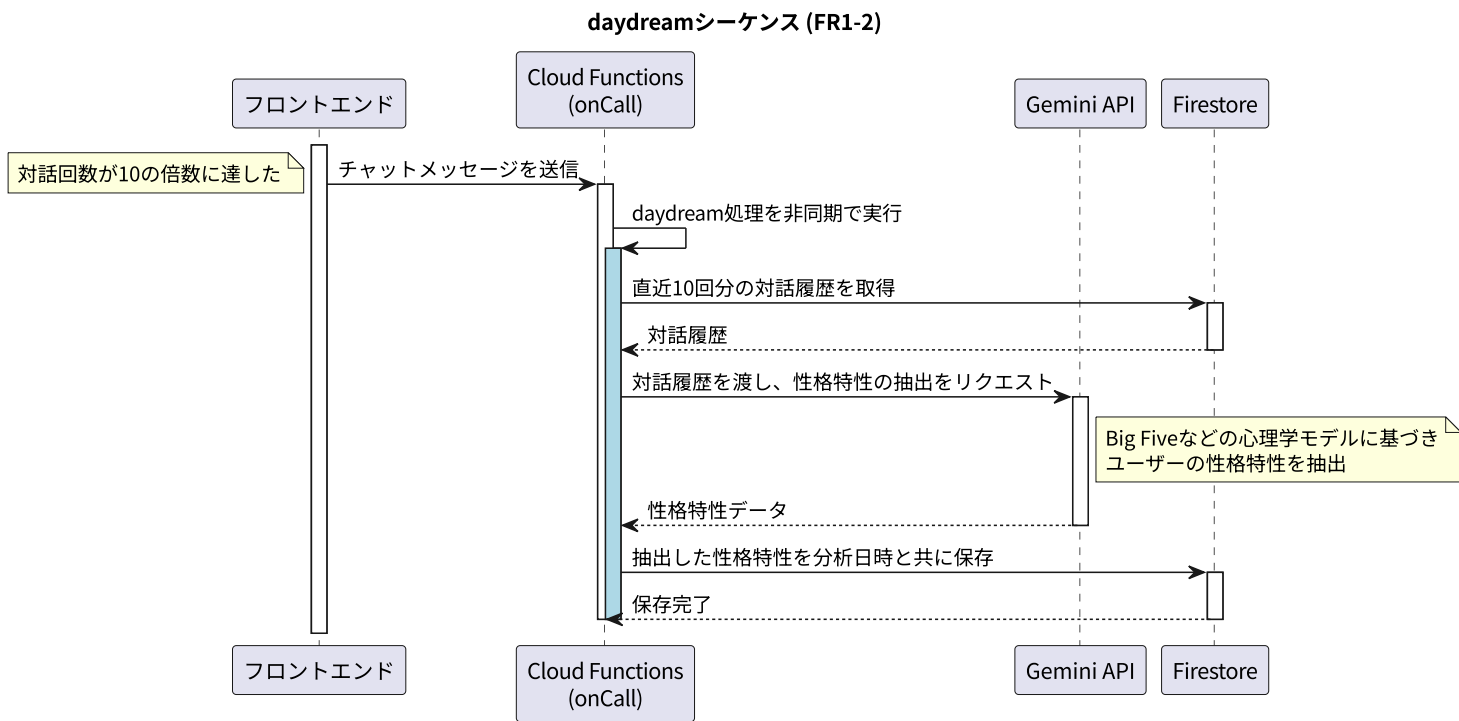 daydreamシーケンス (FR1-2)
フロントエンド
Cloud Functions
(onCall)
Gemini API
Firestore
対話回数が10の倍数に達した
チャットメッセージを送信
daydream処理を非同期で実行
直近10回分の対話履歴を取得
対話履歴
対話履歴を渡し、性格特性の抽出をリクエスト
Big Fiveなどの心理学モデルに基づき
ユーザーの性格特性を抽出
性格特性データ
抽出した性格特性を分析日時と共に保存
保存完了
フロントエンド
Cloud Functions
(onCall)
Gemini API
Firestore